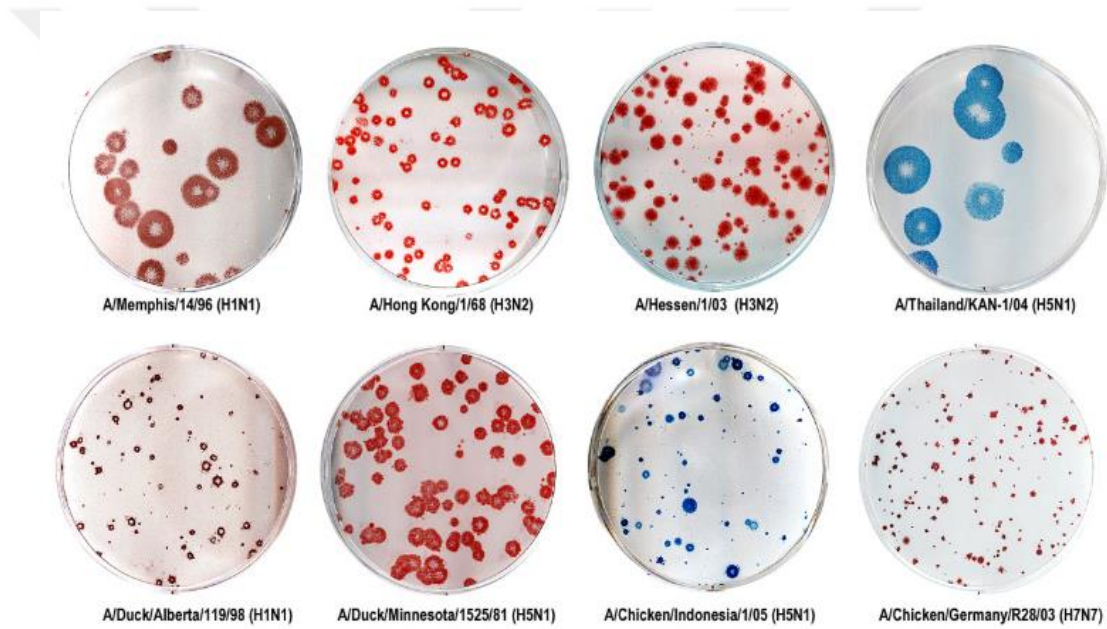 A/Memphis/14/96 (H1N1)
A/Hong Kong/1/68 (H3N2)
A/Hessen/1/03 (H3N2)
A/Thailand/KAN-1/04 (H5N1)
A/Duck/Alberta/119/98 (H1N1)
A/Duck/Minnesota/1525/81 (H5N1)
A/Chicken/Indonesia/1/05 (H5N1)
A/Chicken/Germany/R28/03 (H7N7)